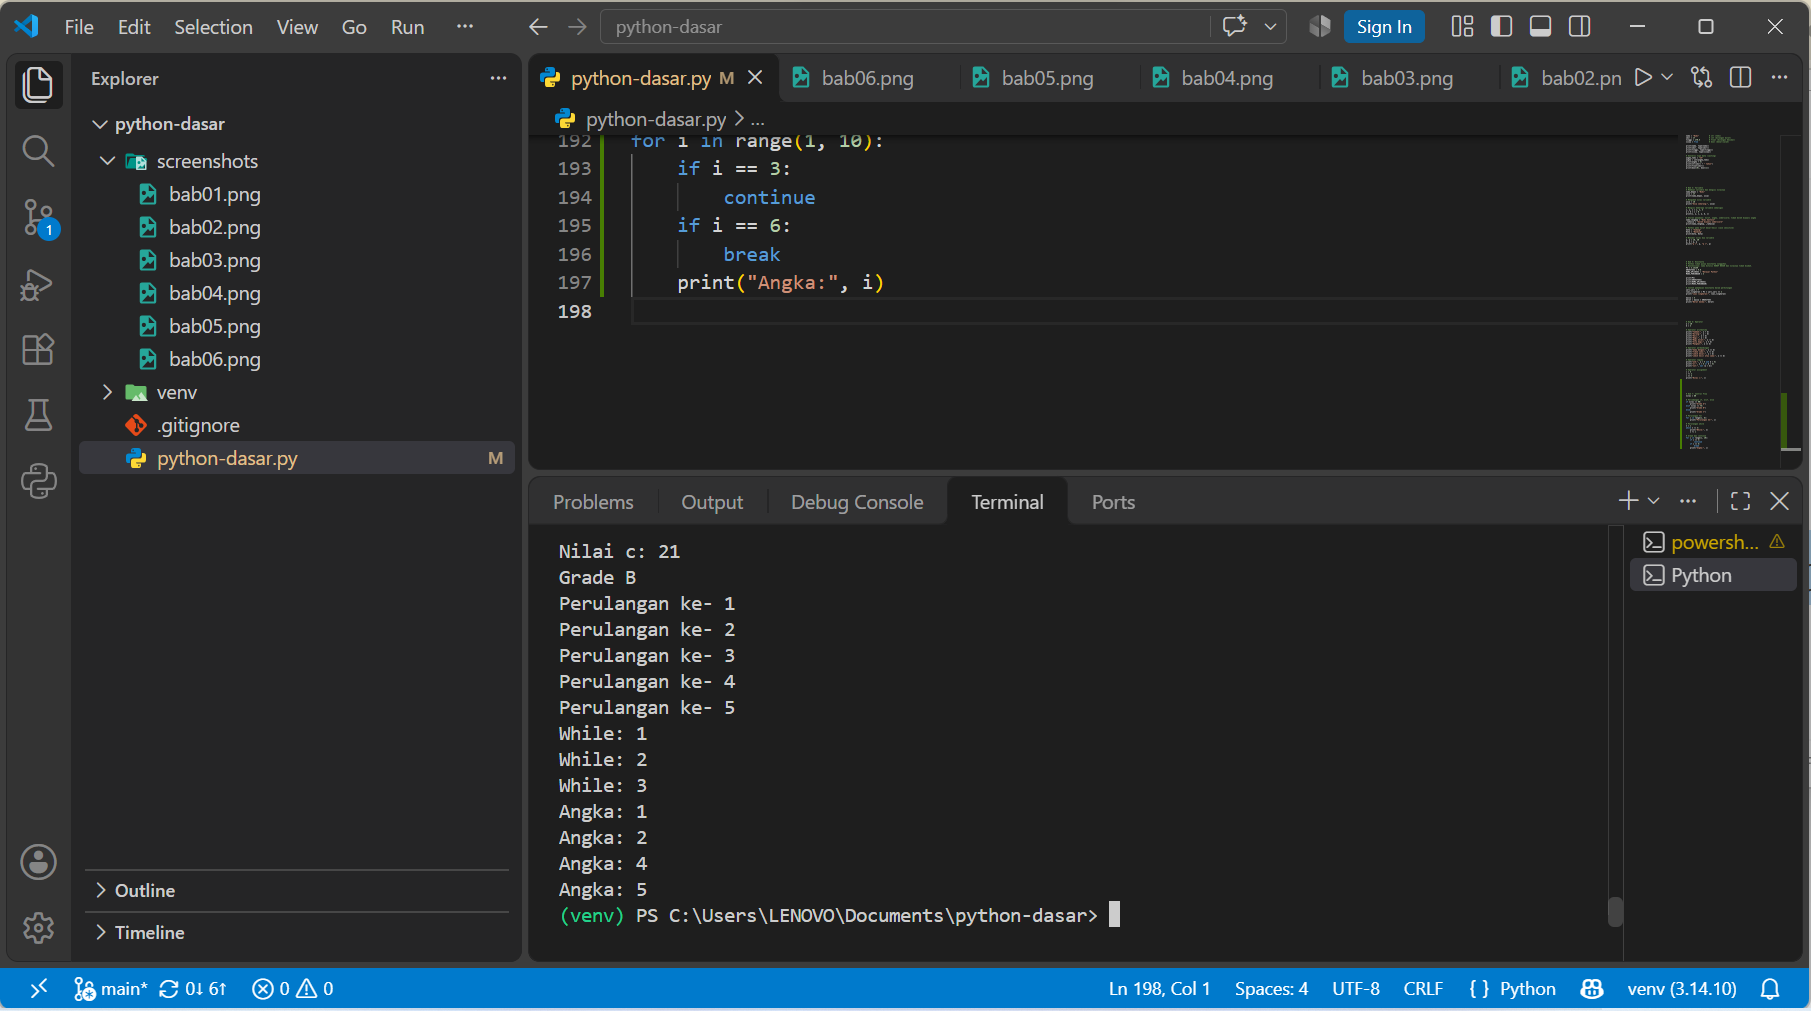 File Edit Selection View Go Run ···
python-dasar
Sign In
Explorer
python-dasar
screenshots
bab01.png
bab02.png
bab03.png
bab04.png
bab05.png
bab06.png
venv
.gitignore
python-dasar.py M
Outline
Timeline
python-dasar.py M bab06.png bab05.png bab04.png bab03.png bab02.pn
python-dasar.py > ...
192 for i in range(1, 10):
193 if i == 3:
194 continue
195 if i == 6:
196 break
197 print("Angka:", i)
198
Problems Output Debug Console Terminal Ports
Nilai c: 21
Grade B
Perulangan ke- 1
Perulangan ke- 2
Perulangan ke- 3
Perulangan ke- 4
Perulangan ke- 5
While: 1
While: 2
While: 3
Angka: 1
Angka: 2
Angka: 4
Angka: 5
(venv) PS C:\Users\LENOVO\Documents\python-dasar>
powersh...
Python
1
main* 0↓ 6↑ 0 0 Ln 198, Col 1 Spaces: 4 UTF-8 CRLF { } Python venv (3.14.10)